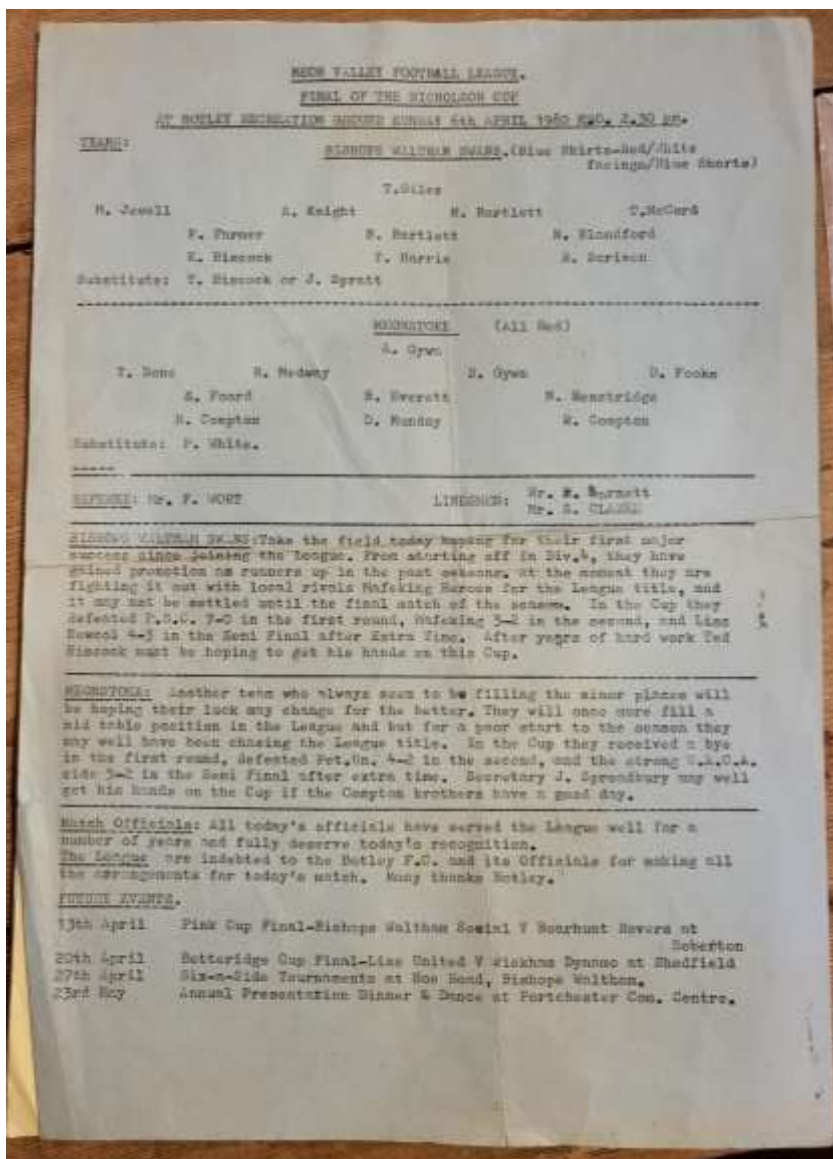 MEON VALLEY FOOTBALL LEAGUE.
FINAL OF THE NICHOLSON CUP
AT BOTLEY RECREATION GROUND SUNDAY 6th APRIL 1980 K.O. 2.30 pm.
TEAMS:
BISHOPS WALTHAM SWANS.(Blue Shirts-Red/White
facings/Blue Shorts)
T.Giles
M. Jewell A. Knight M. Bartlett C.McCard
P. Farmer B. Bartlett N. Blandford
K. Hiscock P. Harris
Substitute: T. Hiscock or J. Spratt
MEONSTOKE (All Red)
A. Gywn
T. Bone R. Medway D. Gywn D. Fooks
A. Foord B. Everett N. Henstridge
R. Compton D. Munday W. Compton
Substitute: P. White.
REFEREE: Mr. F. WORT LINESMEN: Mr. Burnett
Mr. S. CLARKE
BISHOPS WALTHAM SWANS:Take the field today hoping for their first major
success since joining the League. From starting off in Div.4, they have
gained promotion as runners up in the past seasons. At the moment they are
fighting it out with local rivals Mafeking Heroes for the League title, and
it may not be settled until the final match of the season. In the Cup they
defeated 7-0 in the first round, Mafeking 3-2 in the second, and Liss
4-3 in the Semi Final after Extra Time. After years of hard work Ted
Hiscock must be hoping to get his hands on this Cup.
MEONSTOKE: Another team who always seem to be filling the minor places will
be hoping their luck may change for the better. They will once more fill a
mid table position in the League and but for a poor start to the season they
may well have been chasing the League title. In the Cup they received a bye
in the first round, defeated Pet.Un. 4-2 in the second, and the strong
side 3-2 in the Semi Final after extra time. Secretary J. Spreadbury may well
get his hands on the Cup if the Compton brothers have a good day.
Match Officials: All today's officials have served the League well for a
number of years and fully deserve today's recognition.
The League are indebted to the Botley F.C. and its Officials for making all
the arrangements for today's match. Many thanks Botley.
FUTURE EVENTS.
13th April Pink Cup Final-Bishops Waltham Social V Boarhunt Rovers at
Soberton
20th April Betteridge Cup Final-Liss United V Wickham Dynamo at Shedfield
27th April Six-a-Side Tournaments at Hoe Road, Bishops Waltham.
23rd May Annual Presentation Dinner & Dance at Portchester Com. Centre.